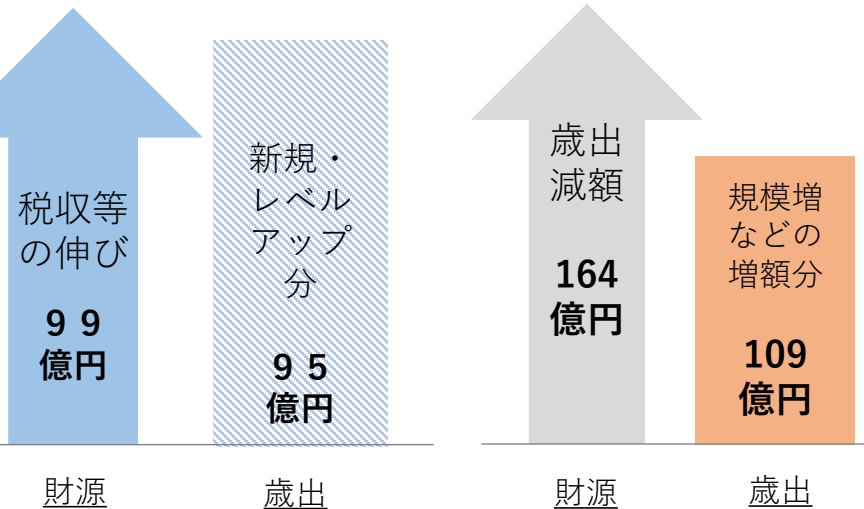 税収等
の伸び
９９
億円
財源
新規・
レベル
アップ
分
９５
億円
歳出
歳出
減額
164
億円
財源
規模増
などの
増額分
109
億円
歳出